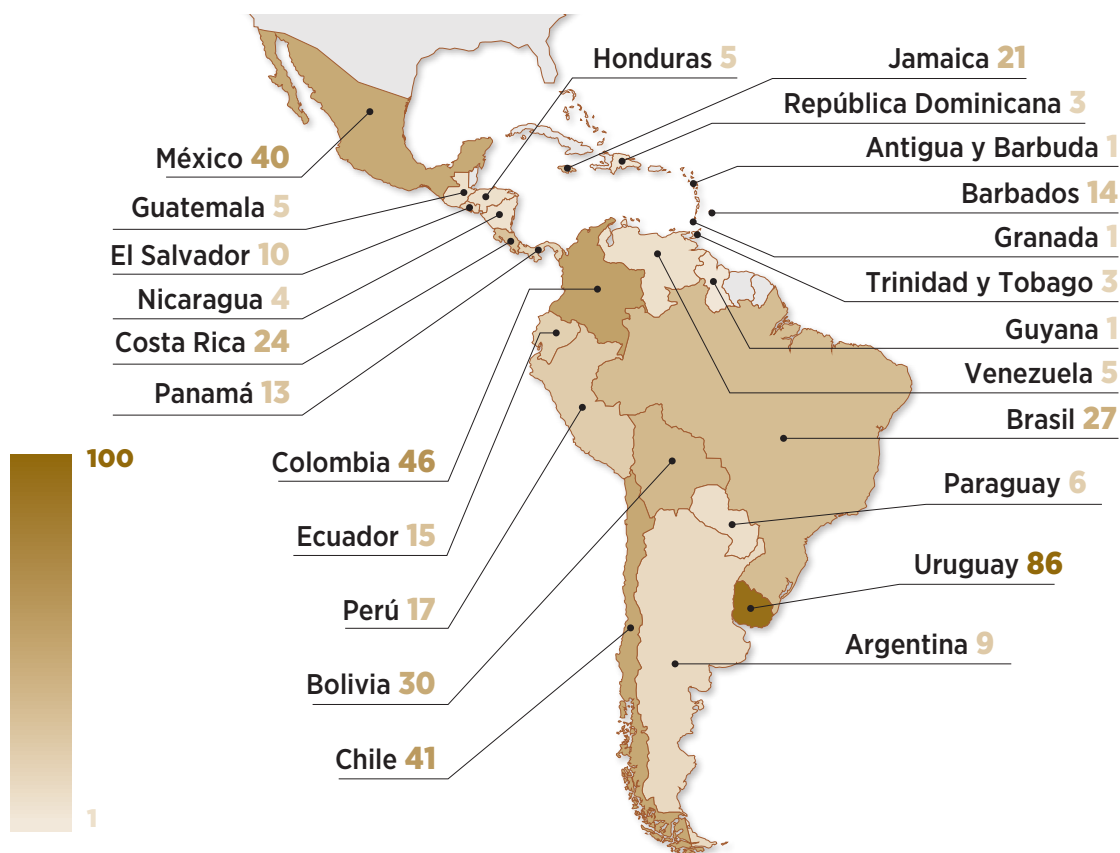 Honduras 5
Jamaica 21
República Dominicana 3
México 40
Antigua y Barbuda 1
Guatemala 5
Barbados 14
El Salvador 10
Granada 1
Nicaragua 4
Trinidad y Tobago 3
Costa Rica 24
Guyana 1
Panamá 13
Venezuela 5
Brasil 27
100
Colombia 46
Paraguay 6
Ecuador 15
Uruguay 86
Perú 17
Argentina 9
Bolivia 30
Chile 41
1